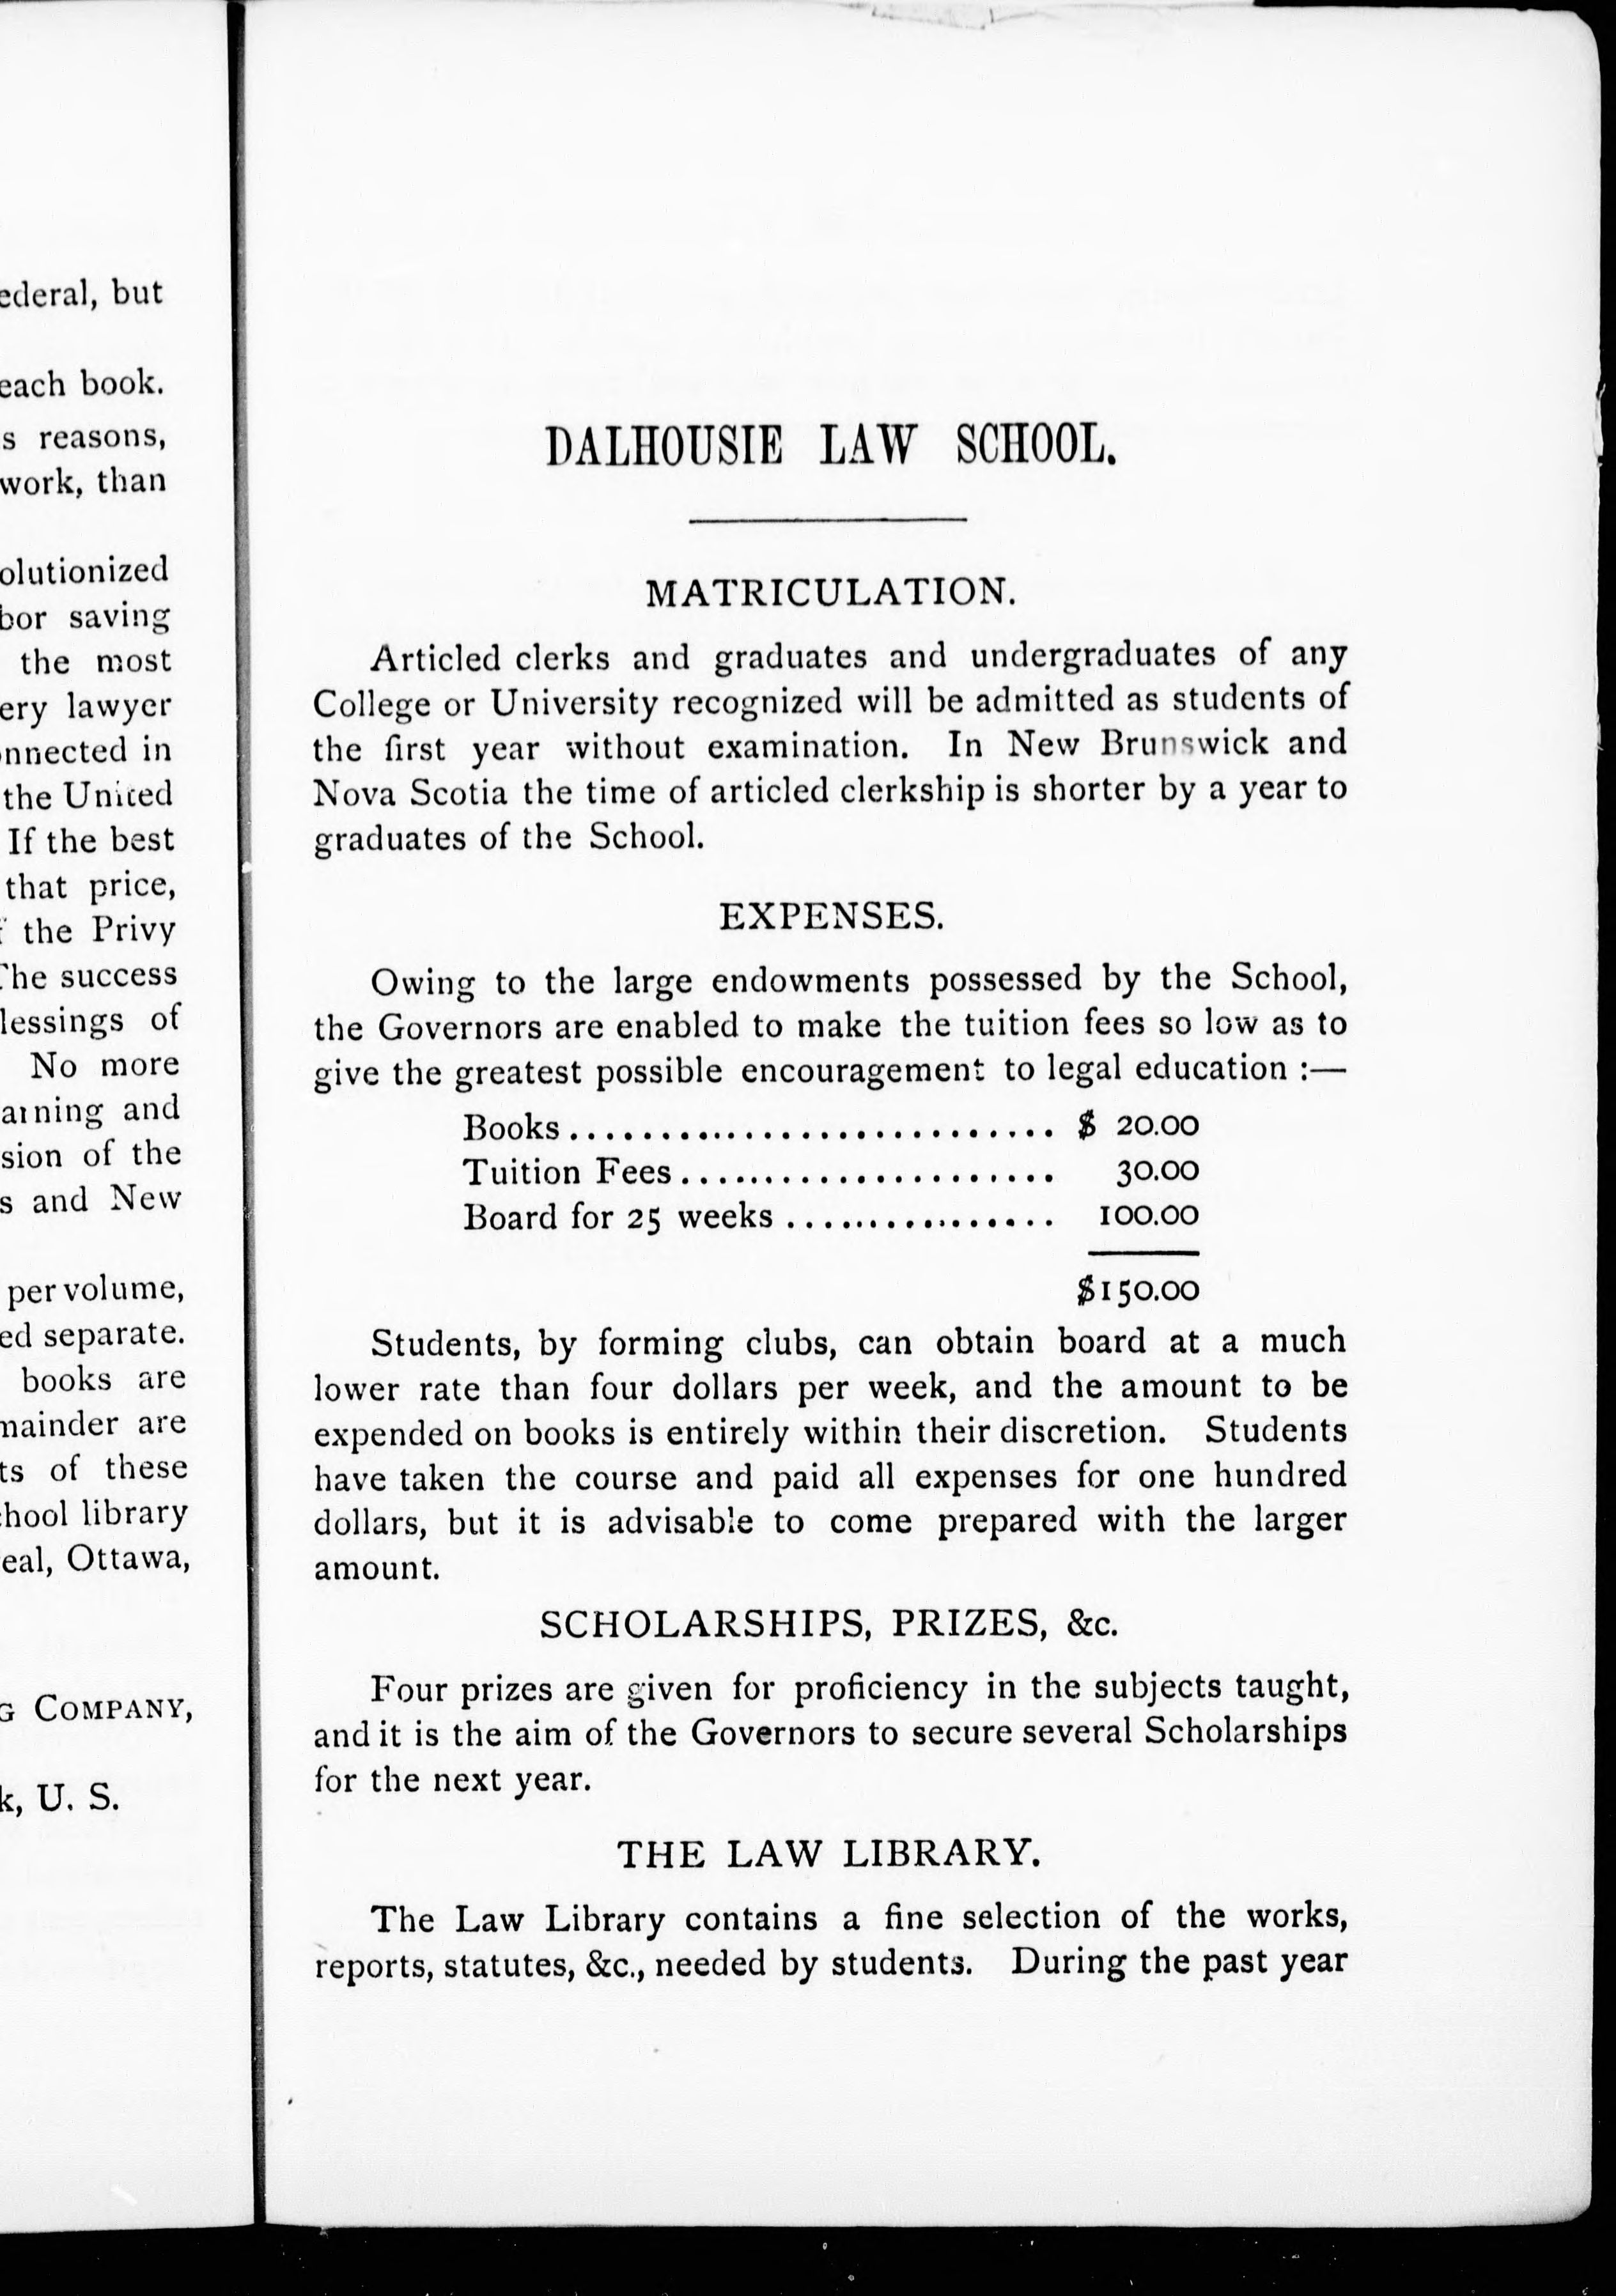 ederal, but
each book.
s reasons,
work, than
olutionized
bor saving
the most
ery lawyer
onnected in
the United
If the best
that price,
the Privy
The success
lessings of
No more
arning and
sion of the
s and New
per volume,
ed separate.
books are
mainder are
ts of these
chool library
eal, Ottawa,
G COMPANY,
k, U. S.
DALHOUSIE LAW SCHOOL.
MATRICULATION.
Articled clerks and graduates and undergraduates of any
College or University recognized will be admitted as students of
the first year without examination. In New Brunswick and
Nova Scotia the time of articled clerkship is shorter by a year to
graduates of the School.
EXPENSES.
Owing to the large endowments possessed by the School,
the Governors are enabled to make the tuition fees so low as to
give the greatest possible encouragement to legal education :—
Books.............................. $ 20.00
Tuition Fees...................... 30.00
Board for 25 weeks ................ 100.00
$150.00
Students, by forming clubs, can obtain board at a much
lower rate than four dollars per week, and the amount to be
expended on books is entirely within their discretion. Students
have taken the course and paid all expenses for one hundred
dollars, but it is advisable to come prepared with the larger
amount.
SCHOLARSHIPS, PRIZES, &c.
Four prizes are given for proficiency in the subjects taught,
and it is the aim of the Governors to secure several Scholarships
for the next year.
THE LAW LIBRARY.
The Law Library contains a fine selection of the works,
reports, statutes, &c., needed by students. During the past year